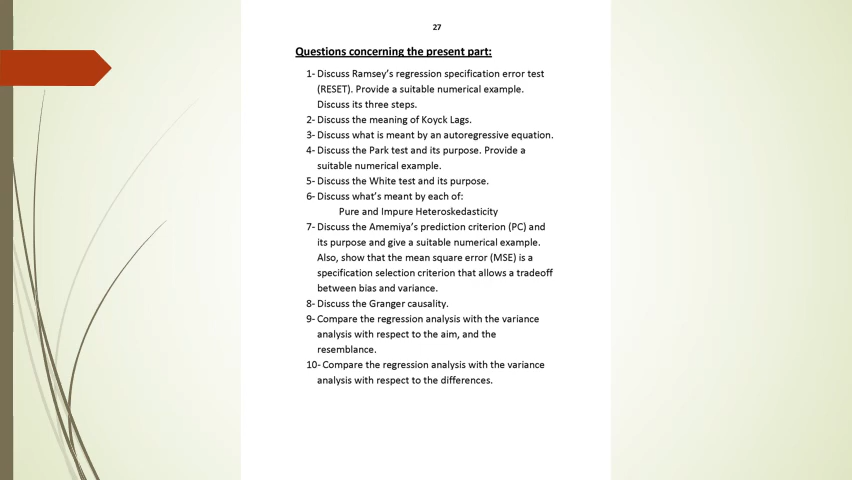 27
Questions concerning the present part:
1- Discuss Ramsey's regression specification error test
(RESET). Provide a suitable numerical example.
Discuss its three steps.
2- Discuss the meaning of Koyck Lags.
3- Discuss what is meant by an autoregressive equation.
4- Discuss the Park test and its purpose. Provide a
suitable numerical example.
5- Discuss the White test and its purpose.
6- Discuss what's meant by each of:
Pure and Impure Heteroskedasticity
7- Discuss the Amemiya's prediction criterion (PC) and
its purpose and give a suitable numerical example.
Also, show that the mean square error (MSE) is a
specification selection criterion that allows a tradeoff
between bias and variance.
8- Discuss the Granger causality.
9- Compare the regression analysis with the variance
analysis with respect to the aim, and the
resemblance.
10- Compare the regression analysis with the variance
analysis with respect to the differences.